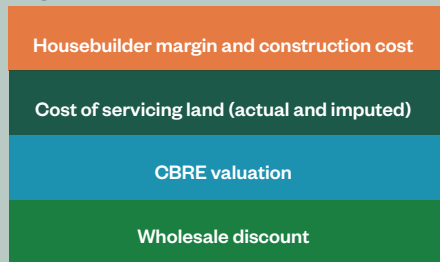 Housebuilder margin and construction cost
Cost of servicing land (actual and imputed)
CBRE valuation
Wholesale discount